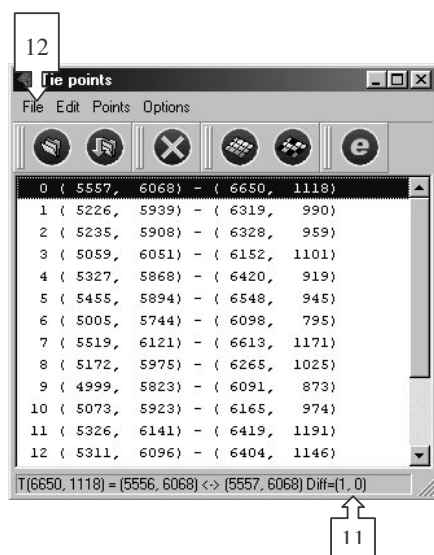 12
Tie points
File Edit Points Options
e
0 ( 5557, 6068) - ( 6650, 1118)
1 ( 5226, 5939) - ( 6319, 990)
2 ( 5235, 5908) - ( 6328, 959)
3 ( 5059, 6051) - ( 6152, 1101)
4 ( 5327, 5868) - ( 6420, 919)
5 ( 5455, 5894) - ( 6548, 945)
6 ( 5005, 5744) - ( 6098, 795)
7 ( 5519, 6121) - ( 6613, 1171)
8 ( 5172, 5975) - ( 6265, 1025)
9 ( 4999, 5823) - ( 6091, 873)
10 ( 5073, 5923) - ( 6165, 974)
11 ( 5326, 6141) - ( 6419, 1191)
12 ( 5311, 6096) - ( 6404, 1146)
T(6650, 1118) = (5556, 6068) <-> (5557, 6068) Diff=(1, 0)
11